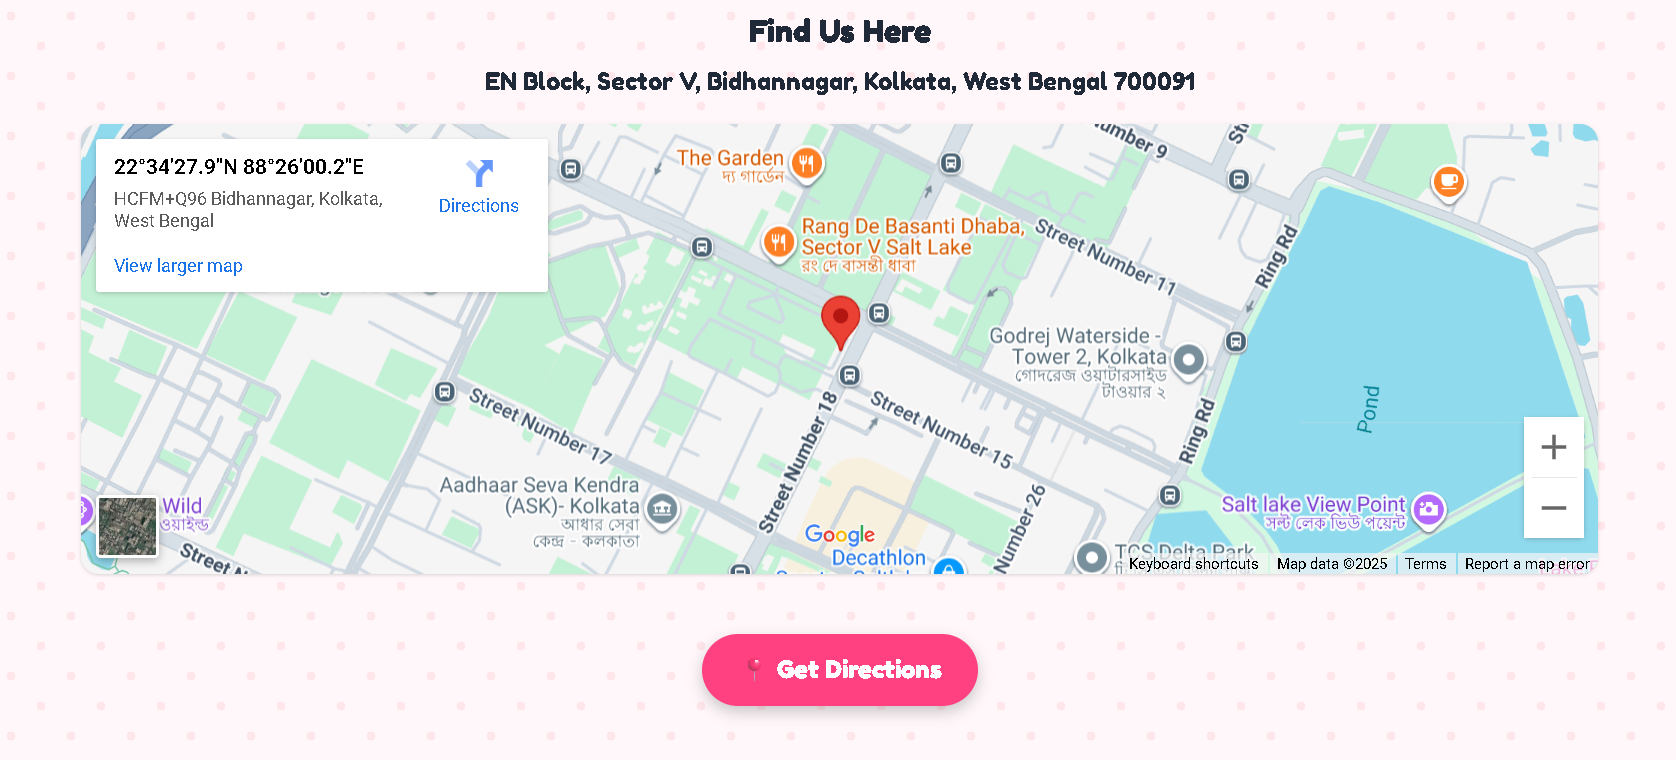 Find Us Here
EN Block, Sector V, Bidhannagar, Kolkata, West Bengal 700091
22°34'27.9"N 88°26'00.2"E
HCFM+Q96 Bidhannagar, Kolkata,
West Bengal
Directions
View larger map
The Garden
দ্য গার্ডেন
Number 9
Rang De Basanti Dhaba,
Sector V Salt Lake
রং দে বাসন্তী ধাবা
Street Number 11
Ring Rd
Godrej Waterside -
Tower 2, Kolkata
গোদরেজ ওয়াটারসাইড
টাওয়ার ২
Pond
Street Number 17
Street Number 18
Street Number 15
Ring Rd
Aadhaar Seva Kendra
(ASK)- Kolkata
আধার সেবা
কেন্দ্র - কলকাতা
Wild
ওয়াইল্ড
Street
Number 26
Salt lake View Point
সল্ট লেক ভিউ পয়েন্ট
Google
Decathlon
TCS Delta Park
Keyboard shortcuts
Map data ©2025
Terms
Report a map error
Get Directions